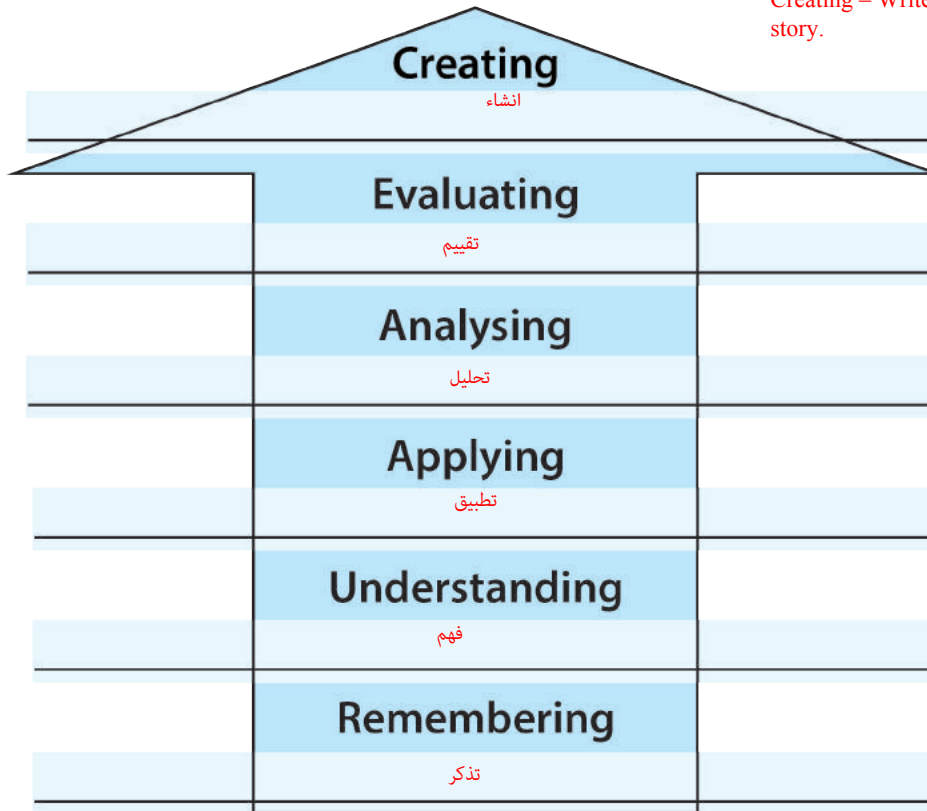 Creating – Write
story.
Creating
انشاء
Evaluating
تقييم
Analysing
تحليل
Applying
تطبيق
Understanding
فهم
Remembering
تذكر